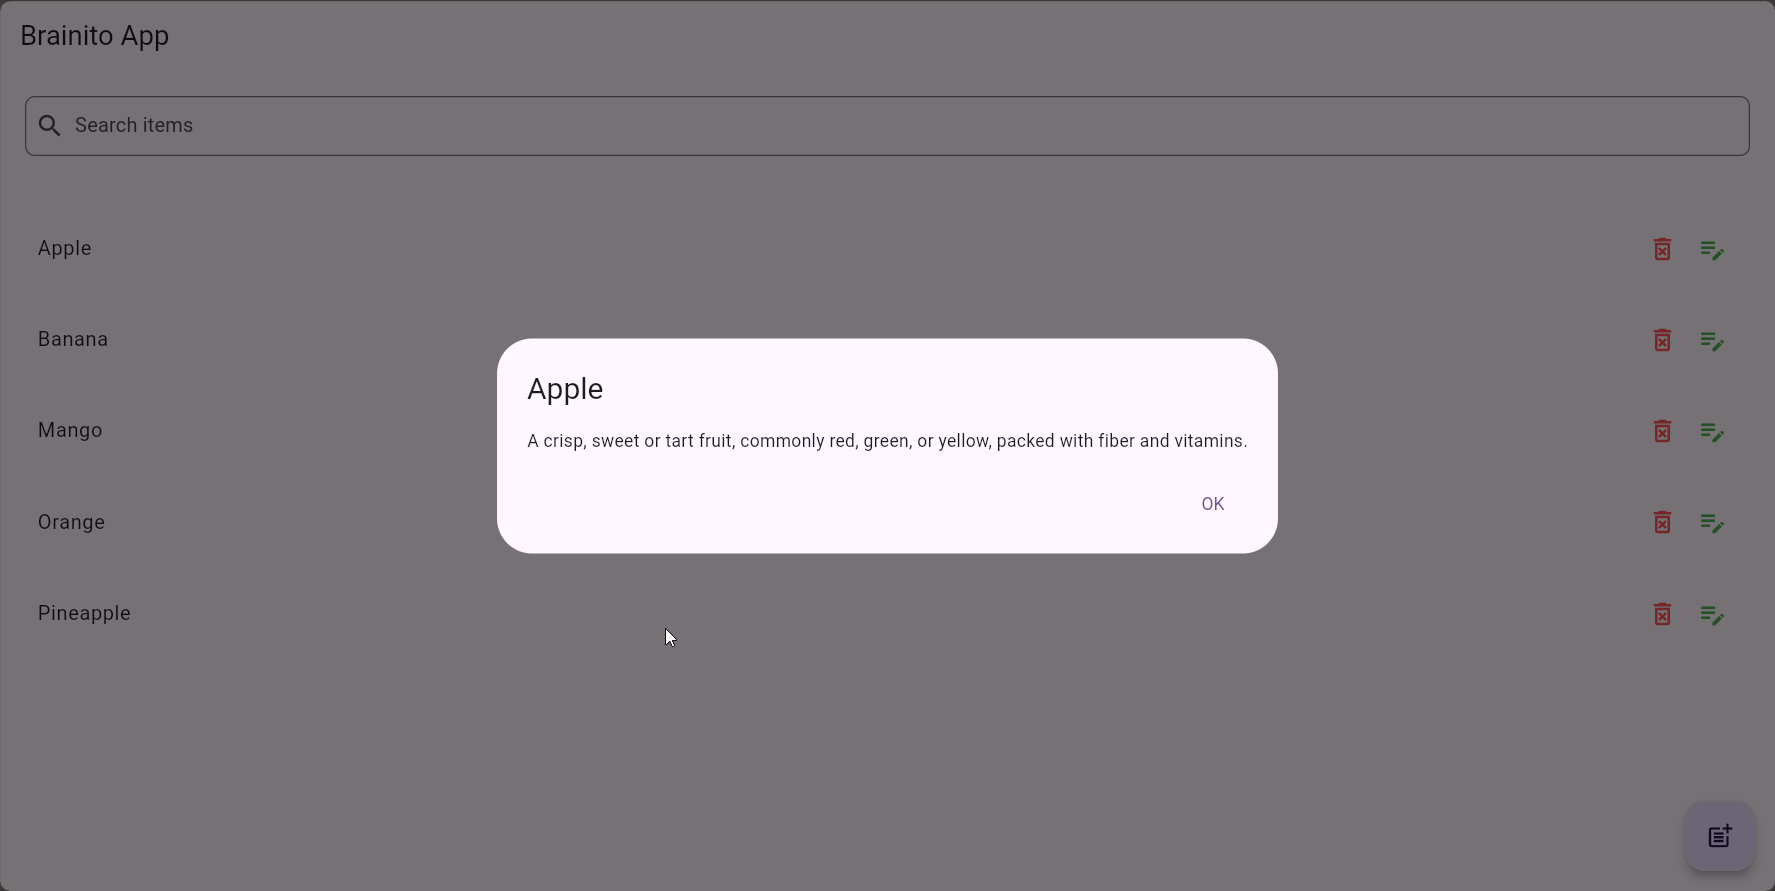 Brainito App
Search items
Apple
Banana
Mango
Orange
Pineapple
Apple
A crisp, sweet or tart fruit, commonly red, green, or yellow, packed with fiber and vitamins.
OK